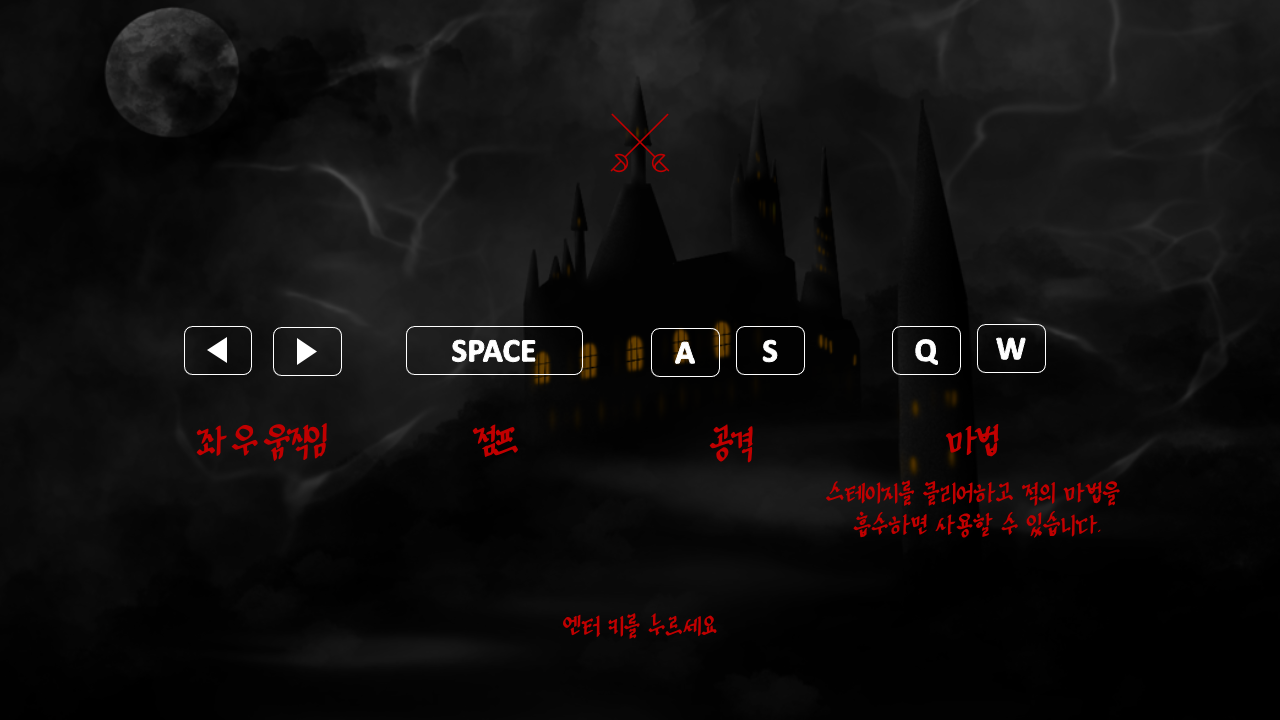 SPACE
A
S
Q
W
좌 우 움직임
점프
공격
마법
스테이지를 클리어하고 적의 마법을
흡수하면 사용할 수 있습니다.
엔터 키를 누르세요